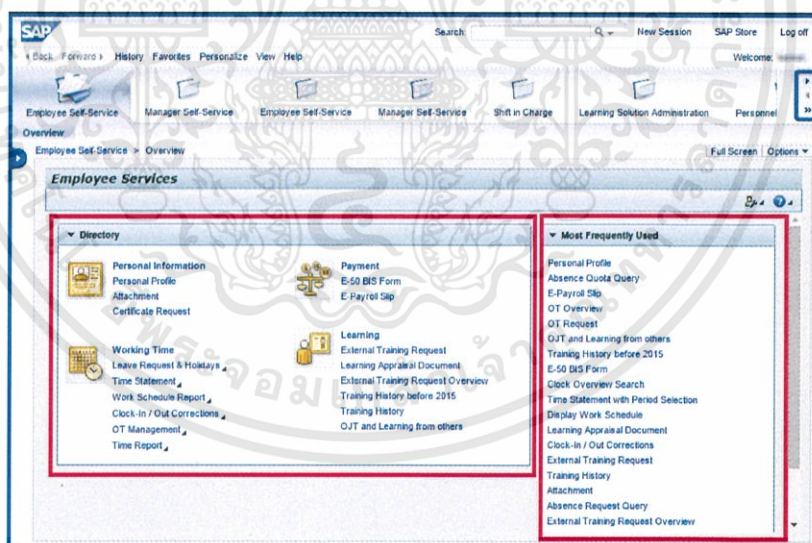 SAP
Search: New Session SAP Store Log off
Back Forward History Favorites Personalize View Help Welcome:
Employee Self-Service Manager Self-Service Employee Self-Service Manager Self-Service Shift in Charge Learning Solution Administration Personnel
Overview
Employee Self-Service > Overview Full Screen Options
Employee Services
Directory
Personal Information
Personal Profile
Attachment
Certificate Request
Payment
E-50 BIS Form
E-Payroll Slip
Working Time
Leave Request & Holidays
Time Statement
Work Schedule Report
Clock-In / Out Corrections
OT Management
Time Report
Learning
External Training Request
Learning Appraisal Document
External Training Request Overview
Training History before 2015
Training History
OJT and Learning from others
Most Frequently Used
Personal Profile
Absence Quota Query
E-Payroll Slip
OT Overview
OT Request
OJT and Learning from others
Training History before 2015
E-50 BIS Form
Clock Overview Search
Time Statement with Period Selection
Display Work Schedule
Learning Appraisal Document
Clock-In / Out Corrections
External Training Request
Training History
Attachment
Absence Request Query
External Training Request Overview